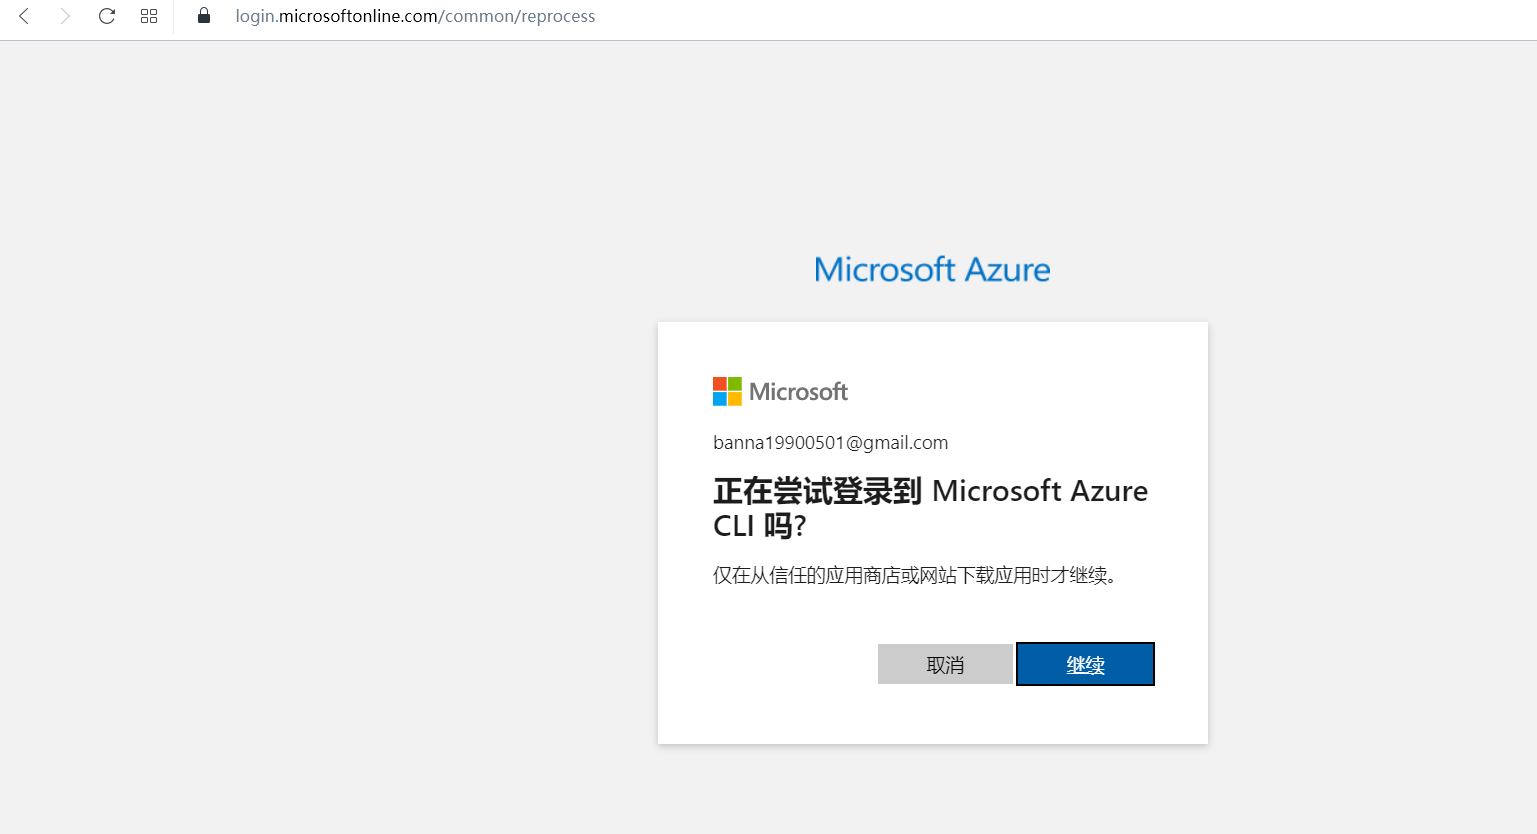 login.microsoftonline.com/common/reprocess
Microsoft Azure
Microsoft
banna19900501@gmail.com
正在尝试登录到 Microsoft Azure
CLI 吗?
仅在从信任的应用商店或网站下载应用时才继续。
取消 继续